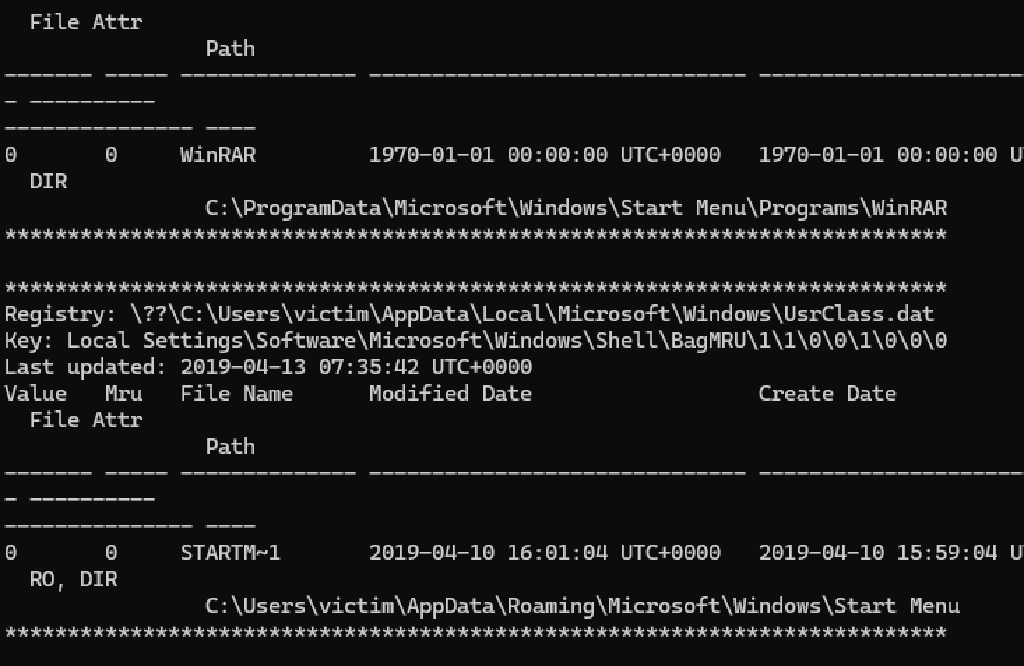 File Attr
Path
------- ----- -------------- ------------------------------ ---------------------
- ----------
--------------- ----
0 0 WinRAR 1970-01-01 00:00:00 UTC+0000 1970-01-01 00:00:00 U
DIR
C:\ProgramData\Microsoft\Windows\Start Menu\Programs\WinRAR
***************************************************************************
***************************************************************************
Registry: \??\C:\Users\victim\AppData\Local\Microsoft\Windows\UsrClass.dat
Key: Local Settings\Software\Microsoft\Windows\Shell\BagMRU\1\1\0\0\1\0\0\0
Last updated: 2019-04-13 07:35:42 UTC+0000
Value Mru File Name Modified Date Create Date
File Attr
Path
------- ----- -------------- ------------------------------ ---------------------
- ----------
--------------- ----
0 0 STARTM~1 2019-04-10 16:01:04 UTC+0000 2019-04-10 15:59:04 U
RO, DIR
C:\Users\victim\AppData\Roaming\Microsoft\Windows\Start Menu
***************************************************************************